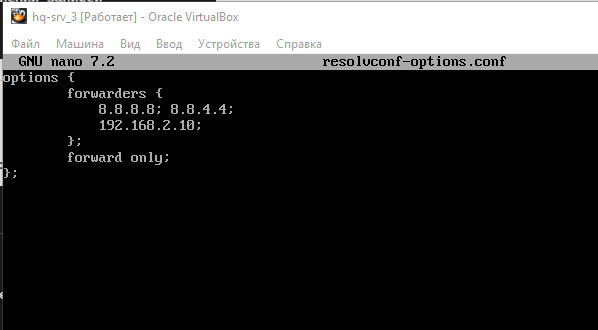 hq-srv_3 [Работает] - Oracle VirtualBox
Файл Машина Вид Ввод Устройства Справка
GNU nano 7.2 resolvconf-options.conf
options {
forwarders {
8.8.8.8; 8.8.4.4;
192.168.2.10;
};
forward only;
};